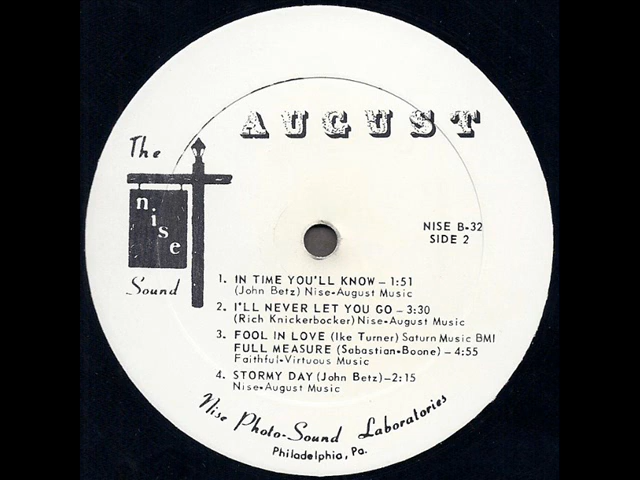 AUGUST
The
nise
Sound
NISE B-32
SIDE 2
1. IN TIME YOU'LL KNOW – 1:51
(John Betz) Nise-August Music
2. I'LL NEVER LET YOU GO – 3:30
(Rich Knickerbocker) Nise-August Music
3. FOOL IN LOVE (Ike Turner) Saturn Music BMI
FULL MEASURE (Sabastian-Boone) – 4:55
Faithful-Virtuous Music
4. STORMY DAY (John Betz) – 2:15
Nise-August Music
Nise Photo-Sound Laboratories
Philadelphia, Pa.